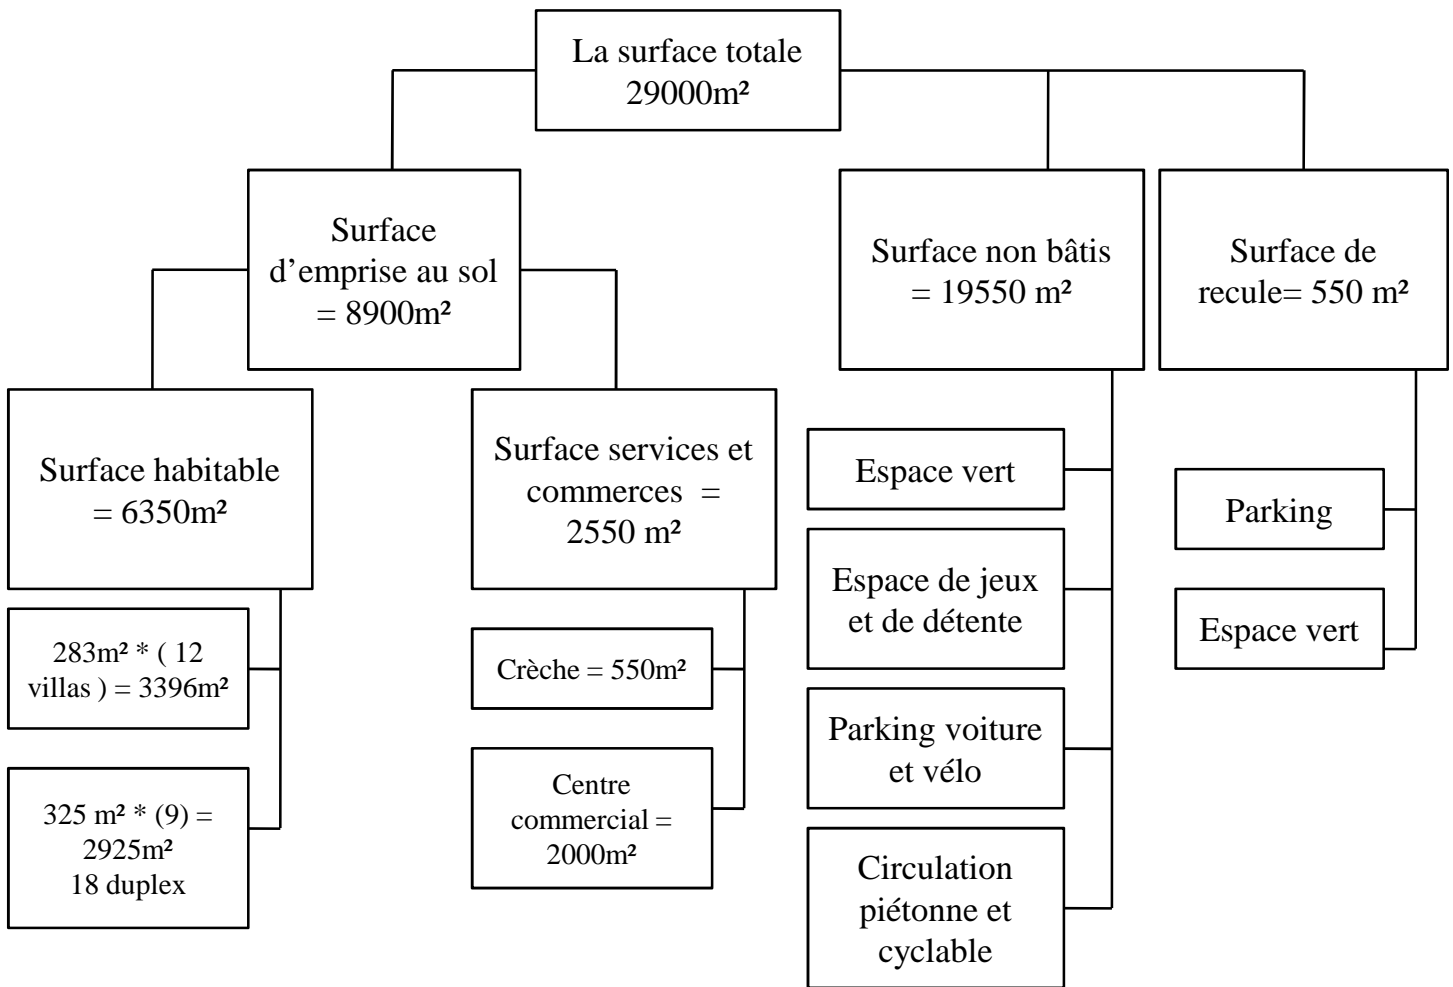 La surface totale
29000m²
Surface
d’emprise au sol
= 8900m²
Surface non bâtis
= 19550 m²
Surface de
recule= 550 m²
Surface habitable
= 6350m²
Surface services et
commerces  =
2550 m²
Espace vert
Espace de jeux
et de détente
Parking voiture
et vélo
Circulation
piétonne et
cyclable
Parking
Espace vert
283m² * ( 12
villas ) = 3396m²
325 m² * (9) =
2925m²
18 duplex
Crèche = 550m²
Centre
commercial =
2000m²